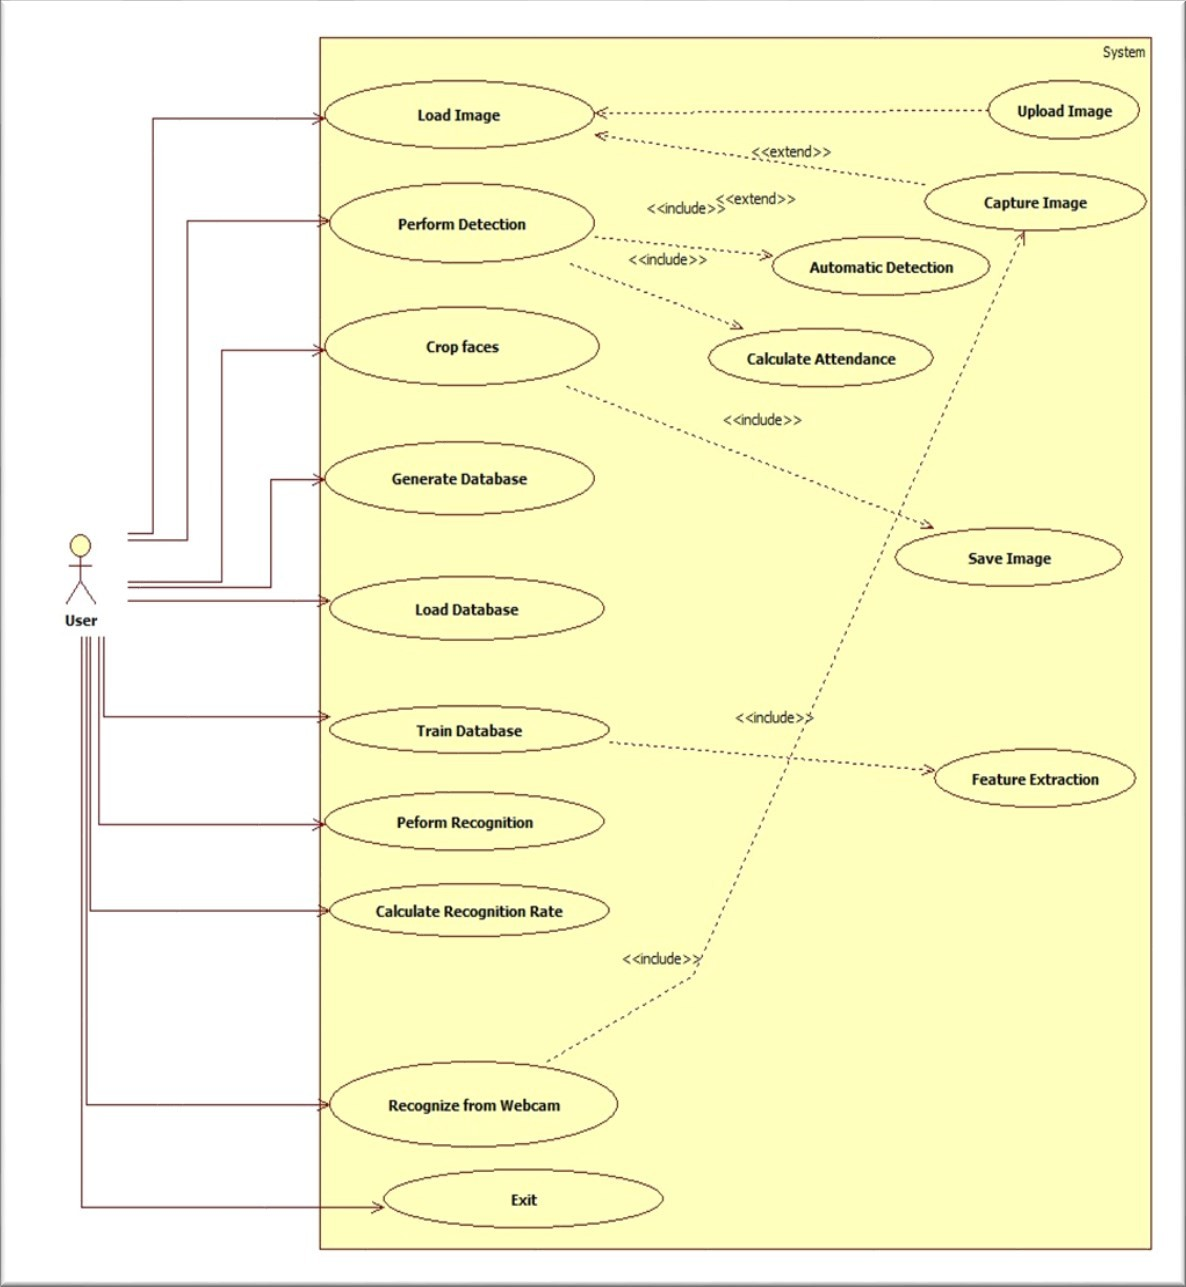 System
Load Image
Upload Image
<<extend>>
Capture Image
<<extend>>
<<include>>
Perform Detection
<<include>>
Automatic Detection
Crop faces
Calculate Attendance
<<include>>
Generate Database
Save Image
Load Database
User
<<include>>
Train Database
Feature Extraction
Peform Recognition
Calculate Recognition Rate
<<include>>
Recognize from Webcam
Exit